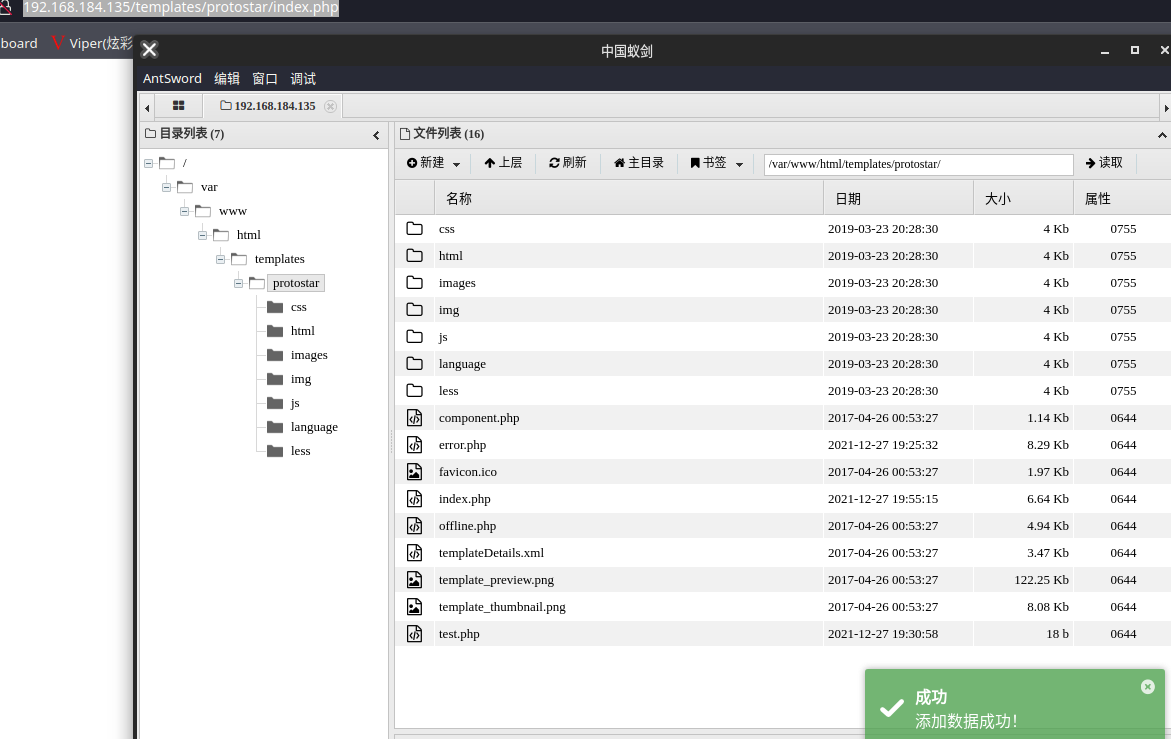 192.168.184.135/templates/protostar/index.php
board V Viper(炫彩
中国蚁剑
AntSword 编辑 窗口 调试
192.168.184.135
目录列表 (7)
/
var
www
html
templates
protostar
css
html
images
img
js
language
less
文件列表 (16)
新建 上层 刷新 主目录 书签 /var/www/html/templates/protostar/ 读取
名称 日期 大小 属性
css 2019-03-23 20:28:30 4 Kb 0755
html 2019-03-23 20:28:30 4 Kb 0755
images 2019-03-23 20:28:30 4 Kb 0755
img 2019-03-23 20:28:30 4 Kb 0755
js 2019-03-23 20:28:30 4 Kb 0755
language 2019-03-23 20:28:30 4 Kb 0755
less 2019-03-23 20:28:30 4 Kb 0755
component.php 2017-04-26 00:53:27 1.14 Kb 0644
error.php 2021-12-27 19:25:32 8.29 Kb 0644
favicon.ico 2017-04-26 00:53:27 1.97 Kb 0644
index.php 2021-12-27 19:55:15 6.64 Kb 0644
offline.php 2017-04-26 00:53:27 4.94 Kb 0644
templateDetails.xml 2017-04-26 00:53:27 3.47 Kb 0644
template_preview.png 2017-04-26 00:53:27 122.25 Kb 0644
template_thumbnail.png 2017-04-26 00:53:27 8.08 Kb 0644
test.php 2021-12-27 19:30:58 18 b 0644
成功
添加数据成功!